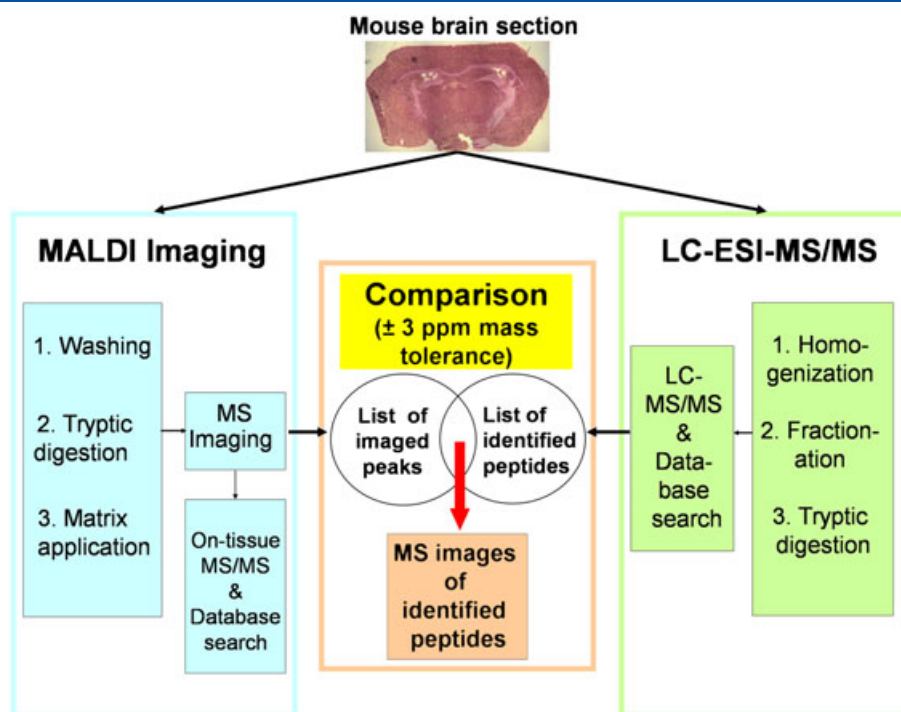 Mouse brain section
MALDI Imaging
1. Washing
2. Tryptic
digestion
3. Matrix
application
MS
Imaging
On-tissue
MS/MS
&
Database
search
Comparison
(± 3 ppm mass
tolerance)
List of
imaged
peaks
List of
identified
peptides
MS images
of
identified
peptides
LC-ESI-MS/MS
LC-
MS/MS
&
Data-
base
search
1. Homo-
genization
2. Fraction-
ation
3. Tryptic
digestion